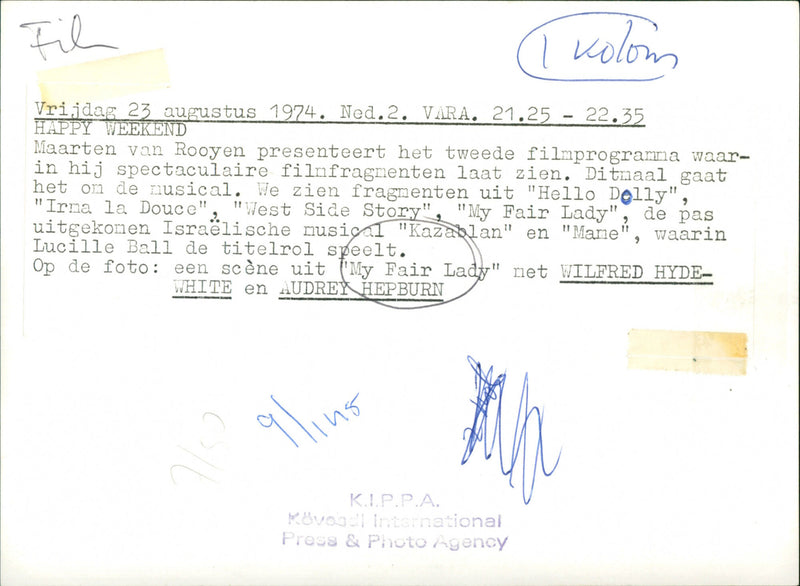 Film
1 kolom
Vrijdag 23 augustus 1974. Ned.2. VARA. 21.25 - 22.35
HAPPY WEEKEND
Maarten van Rooyen presenteert het tweede filmprogramma waar-
in hij spectaculaire filmfragmenten laat zien. Ditmaal gaat
het om de musical. We zien fragmenten uit "Hello Dolly",
"Irma la Douce", "West Side Story", "My Fair Lady", de pas
uitgekomen Israëlische musical "Kazablan" en "Mame", waarin
Lucille Ball de titelrol speelt.
Op de foto: een scène uit "My Fair Lady" met WILFRED HYDE-
WHITE en AUDREY HEPBURN
K.I.P.P.A.
Kövesdi International
Press & Photo Agency